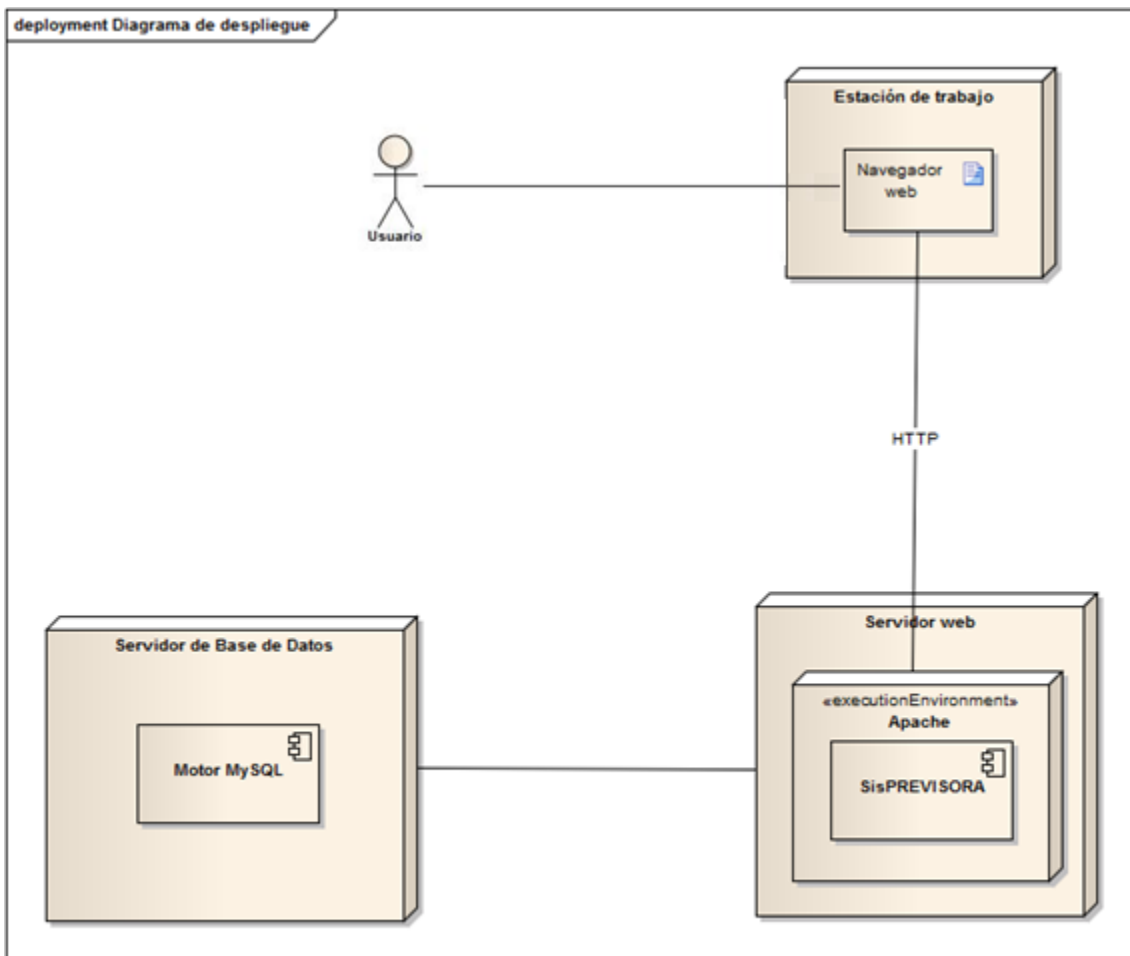 deployment Diagrama de despliegue
Estación de trabajo
Navegador
web
Usuario
HTTP
Servidor de Base de Datos
Motor MySQL
Servidor web
«executionEnvironment»
Apache
SisPREVISORA